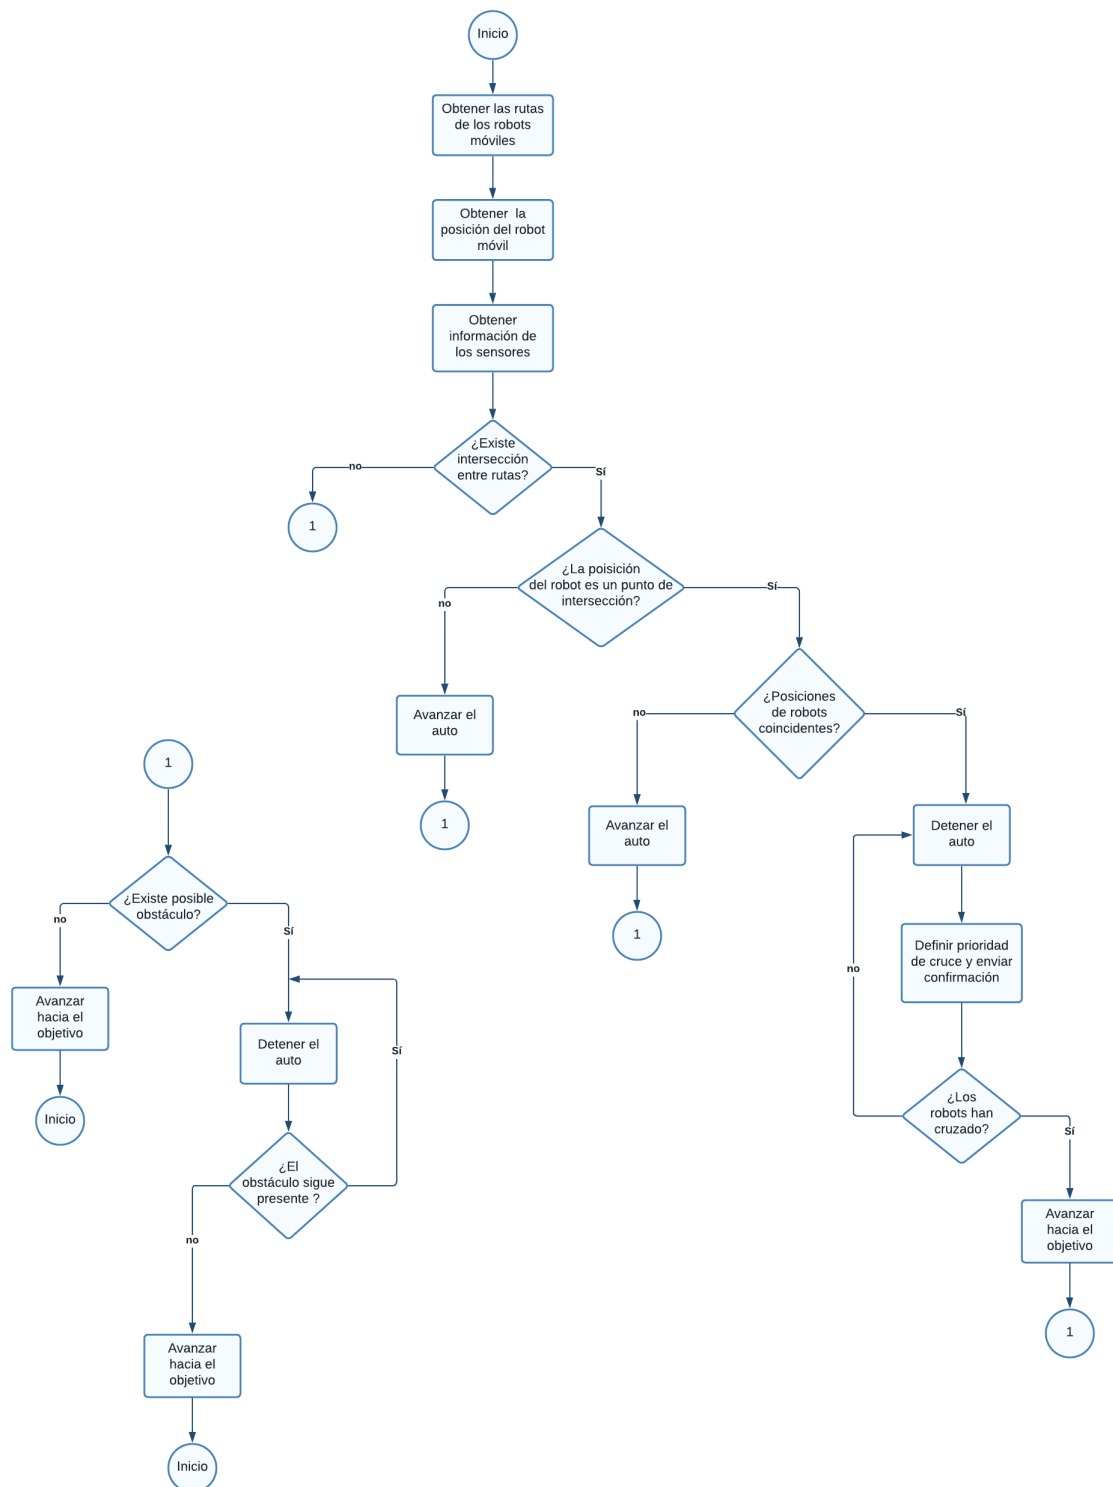 Inicio
Obtener las rutas
de los robots
móviles
Obtener la
posición del robot
móvil
Obtener
información de
los sensores
¿Existe
intersección
entre rutas?
no
Sí
1
¿La poisición
del robot es un punto de
intersección?
no
Sí
Avanzar el
auto
1
¿Posiciones
de robots
coincidentes?
no
Sí
Avanzar el
auto
1
Detener el
auto
Definir prioridad
de cruce y enviar
confirmación
¿Los
robots han
cruzado?
no
Sí
Avanzar
hacia el
objetivo
1
1
¿Existe posible
obstáculo?
no
Sí
Avanzar
hacia el
objetivo
Inicio
Detener el
auto
¿El
obstáculo sigue
presente ?
Sí
no
Avanzar
hacia el
objetivo
Inicio